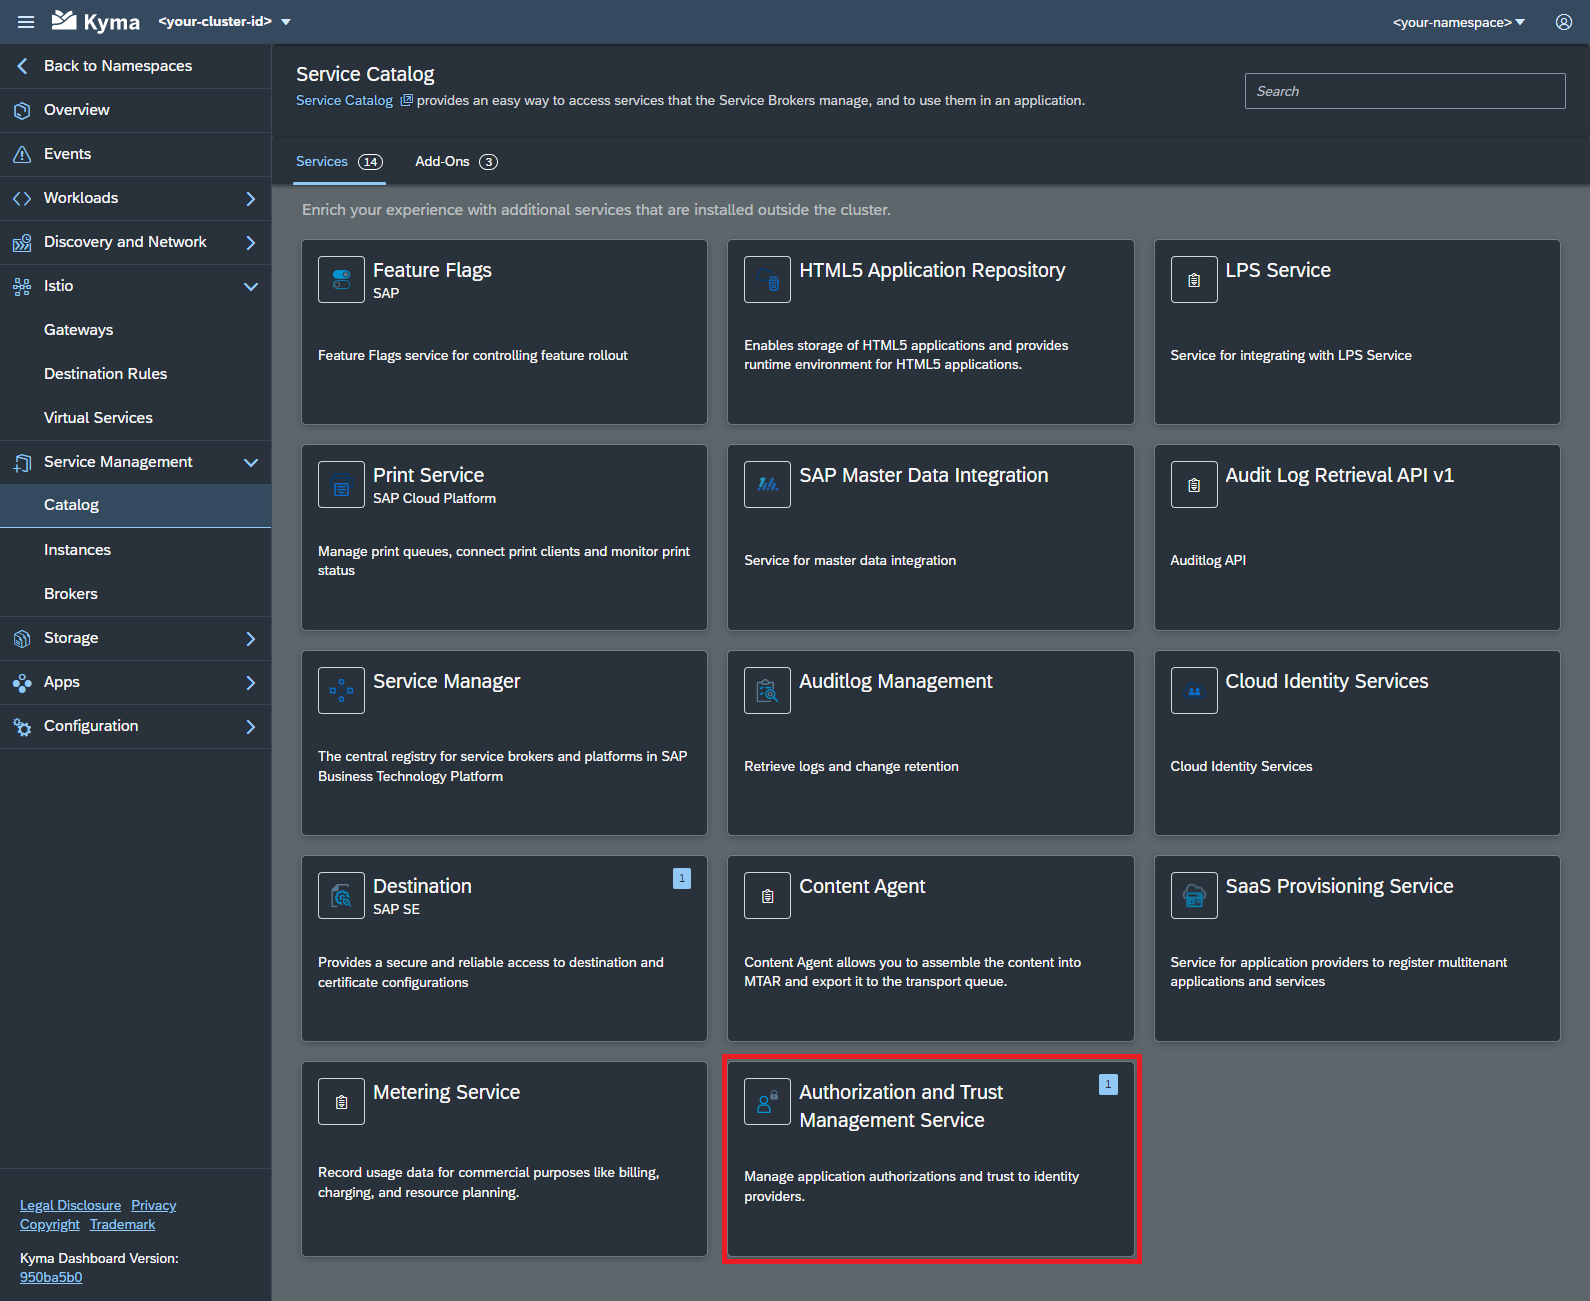 Kyma <your-cluster-id>
<your-namespace>
Back to Namespaces
Overview
Events
Workloads
Discovery and Network
Istio
Gateways
Destination Rules
Virtual Services
Service Management
Catalog
Instances
Brokers
Storage
Apps
Configuration
Legal Disclosure Privacy
Copyright Trademark
Kyma Dashboard Version:
950ba5b0
Service Catalog
Service Catalog provides an easy way to access services that the Service Brokers manage, and to use them in an application.
Search
Services 14 Add-Ons 3
Enrich your experience with additional services that are installed outside the cluster.
Feature Flags
SAP
Feature Flags service for controlling feature rollout
HTML5 Application Repository
Enables storage of HTML5 applications and provides
runtime environment for HTML5 applications.
LPS Service
Service for integrating with LPS Service
Print Service
SAP Cloud Platform
Manage print queues, connect print clients and monitor print
status
SAP Master Data Integration
Service for master data integration
Audit Log Retrieval API v1
Auditlog API
Service Manager
The central registry for service brokers and platforms in SAP
Business Technology Platform
Auditlog Management
Retrieve logs and change retention
Cloud Identity Services
Cloud Identity Services
Destination 1
SAP SE
Provides a secure and reliable access to destination and
certificate configurations
Content Agent
Content Agent allows you to assemble the content into
MTAR and export it to the transport queue.
SaaS Provisioning Service
Service for application providers to register multitenant
applications and services
Metering Service
Record usage data for commercial purposes like billing,
charging, and resource planning.
Authorization and Trust 1
Management Service
Manage application authorizations and trust to identity
providers.